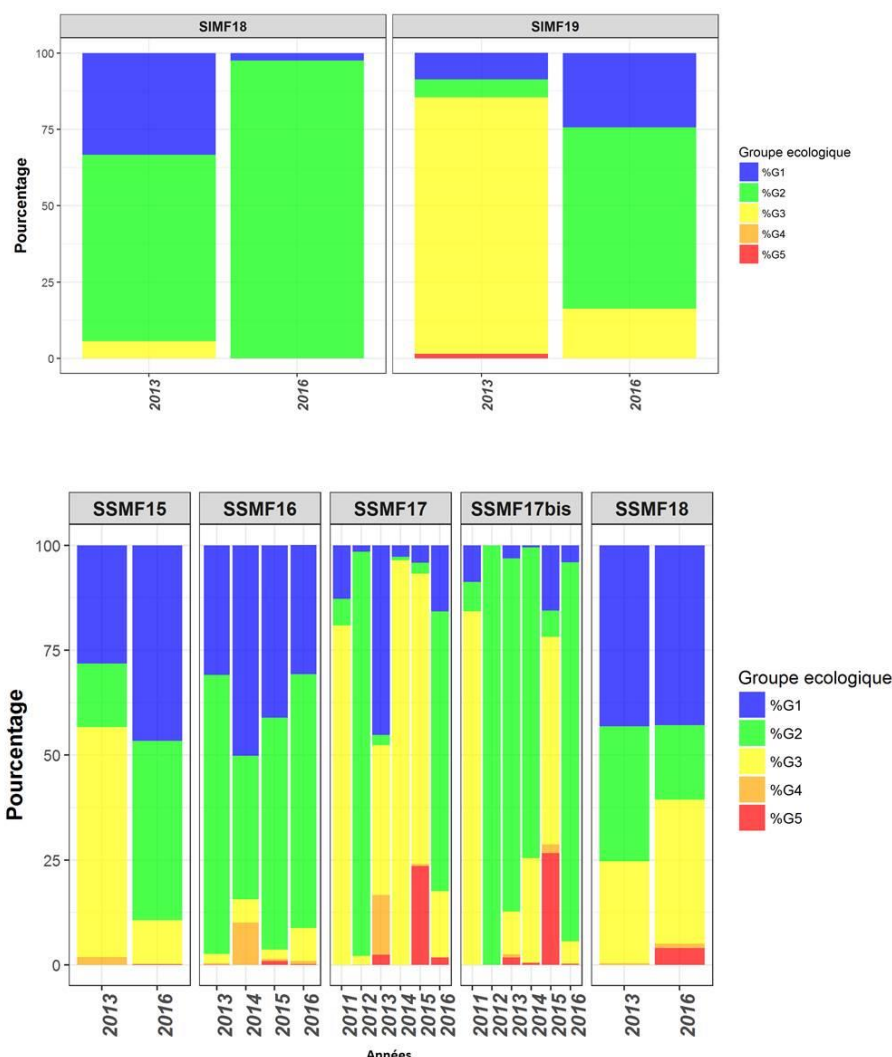 SIMF18 SIMF19
100
75
50
25
0
Pourcentage
2013 2016 2013 2016
Groupe ecologique
%G1
%G2
%G3
%G4
%G5
SSMF15 SSMF16 SSMF17 SSMF17bis SSMF18
100
75
50
25
0
Pourcentage
2013 2016 2013 2014 2015 2016 2011 2012 2013 2014 2015 2016 2011 2012 2013 2014 2015 2016 2013 2016
Années
Groupe ecologique
%G1
%G2
%G3
%G4
%G5